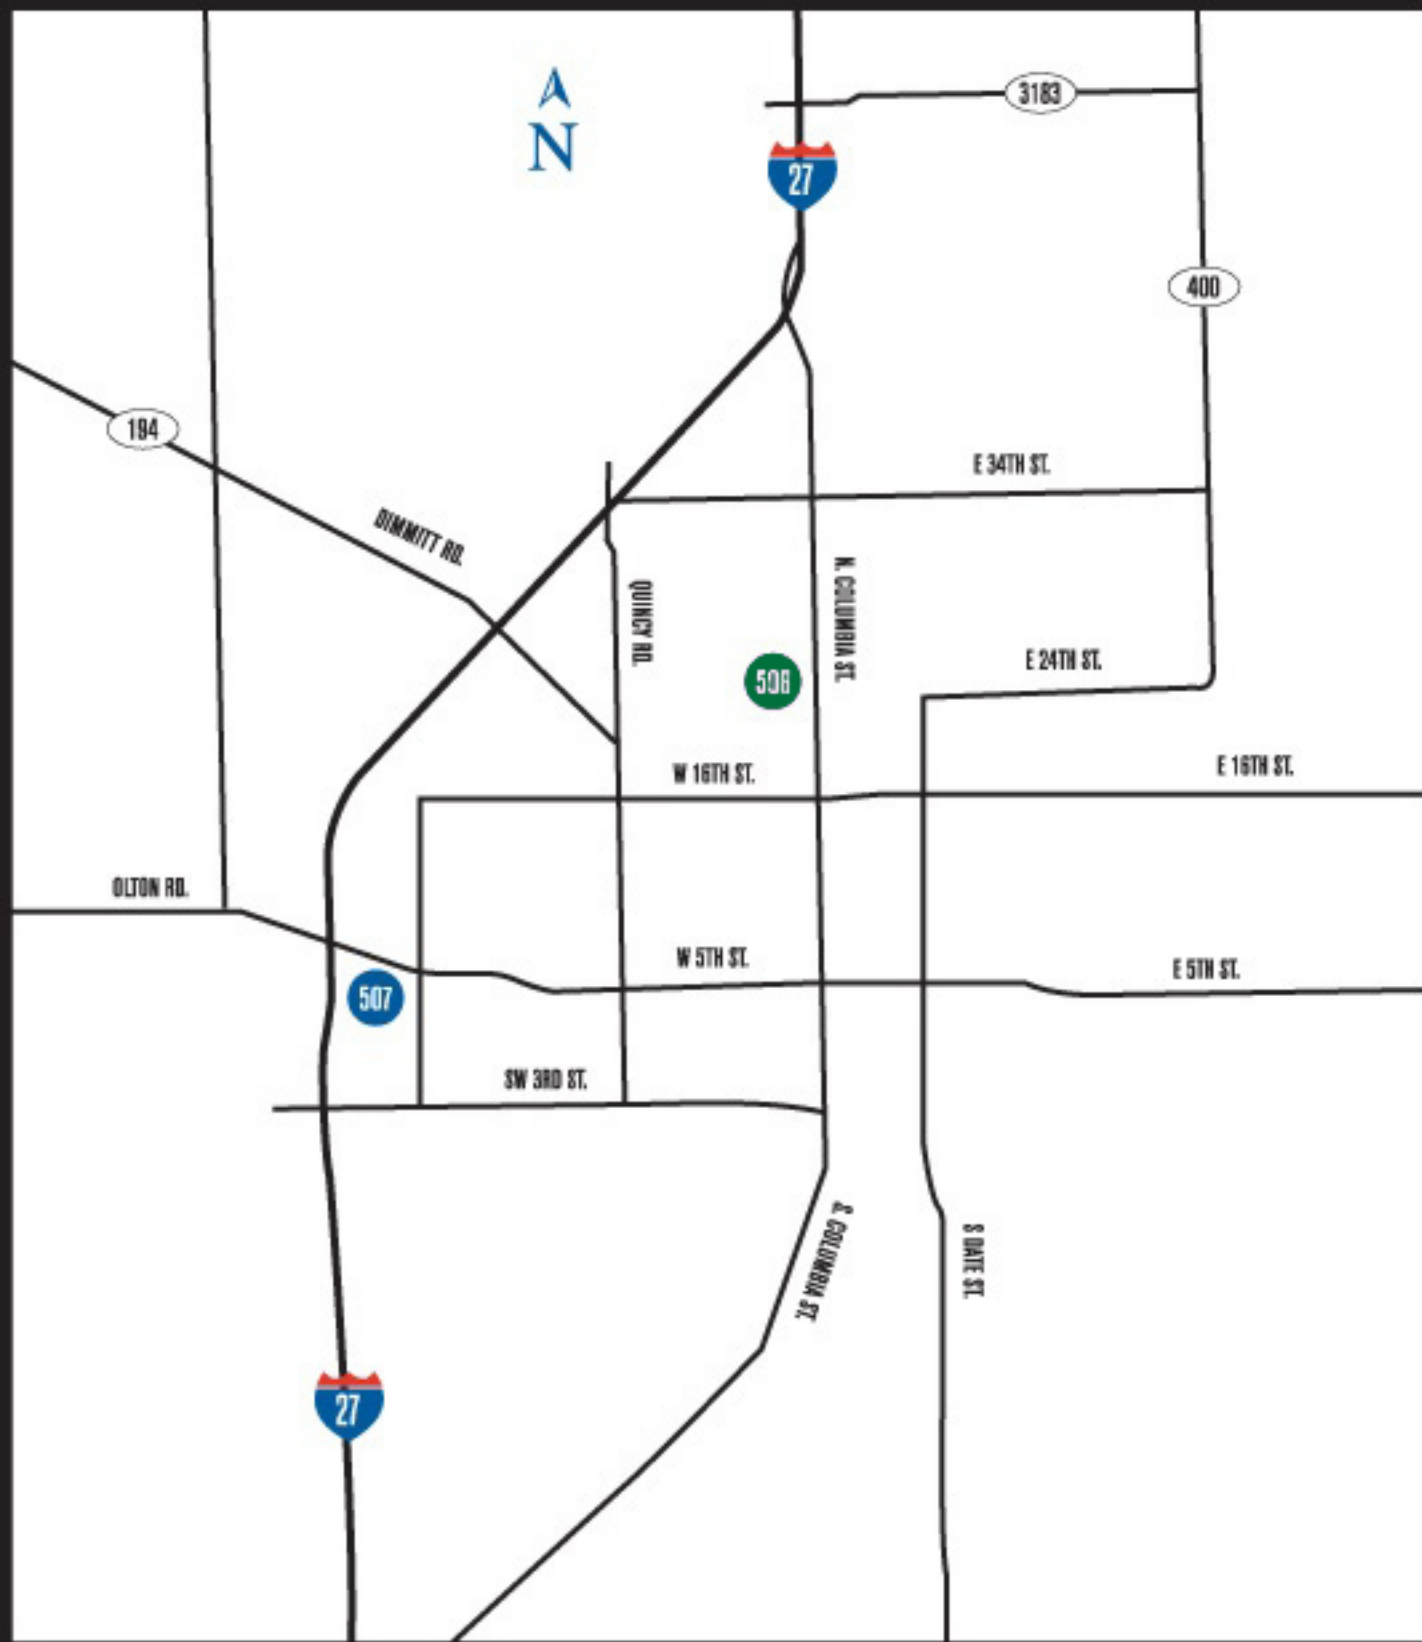 3183
N
27
400
194
E 34TH ST.
DIMMITT RD.
N. COLUMBIA ST.
QUINCY RD.
E 24TH ST.
W 16TH ST.
E 16TH ST.
OLTON RD.
W 5TH ST.
E 5TH ST.
507
SW 3RD ST.
S. COLUMBIA ST.
S DATE ST.
27